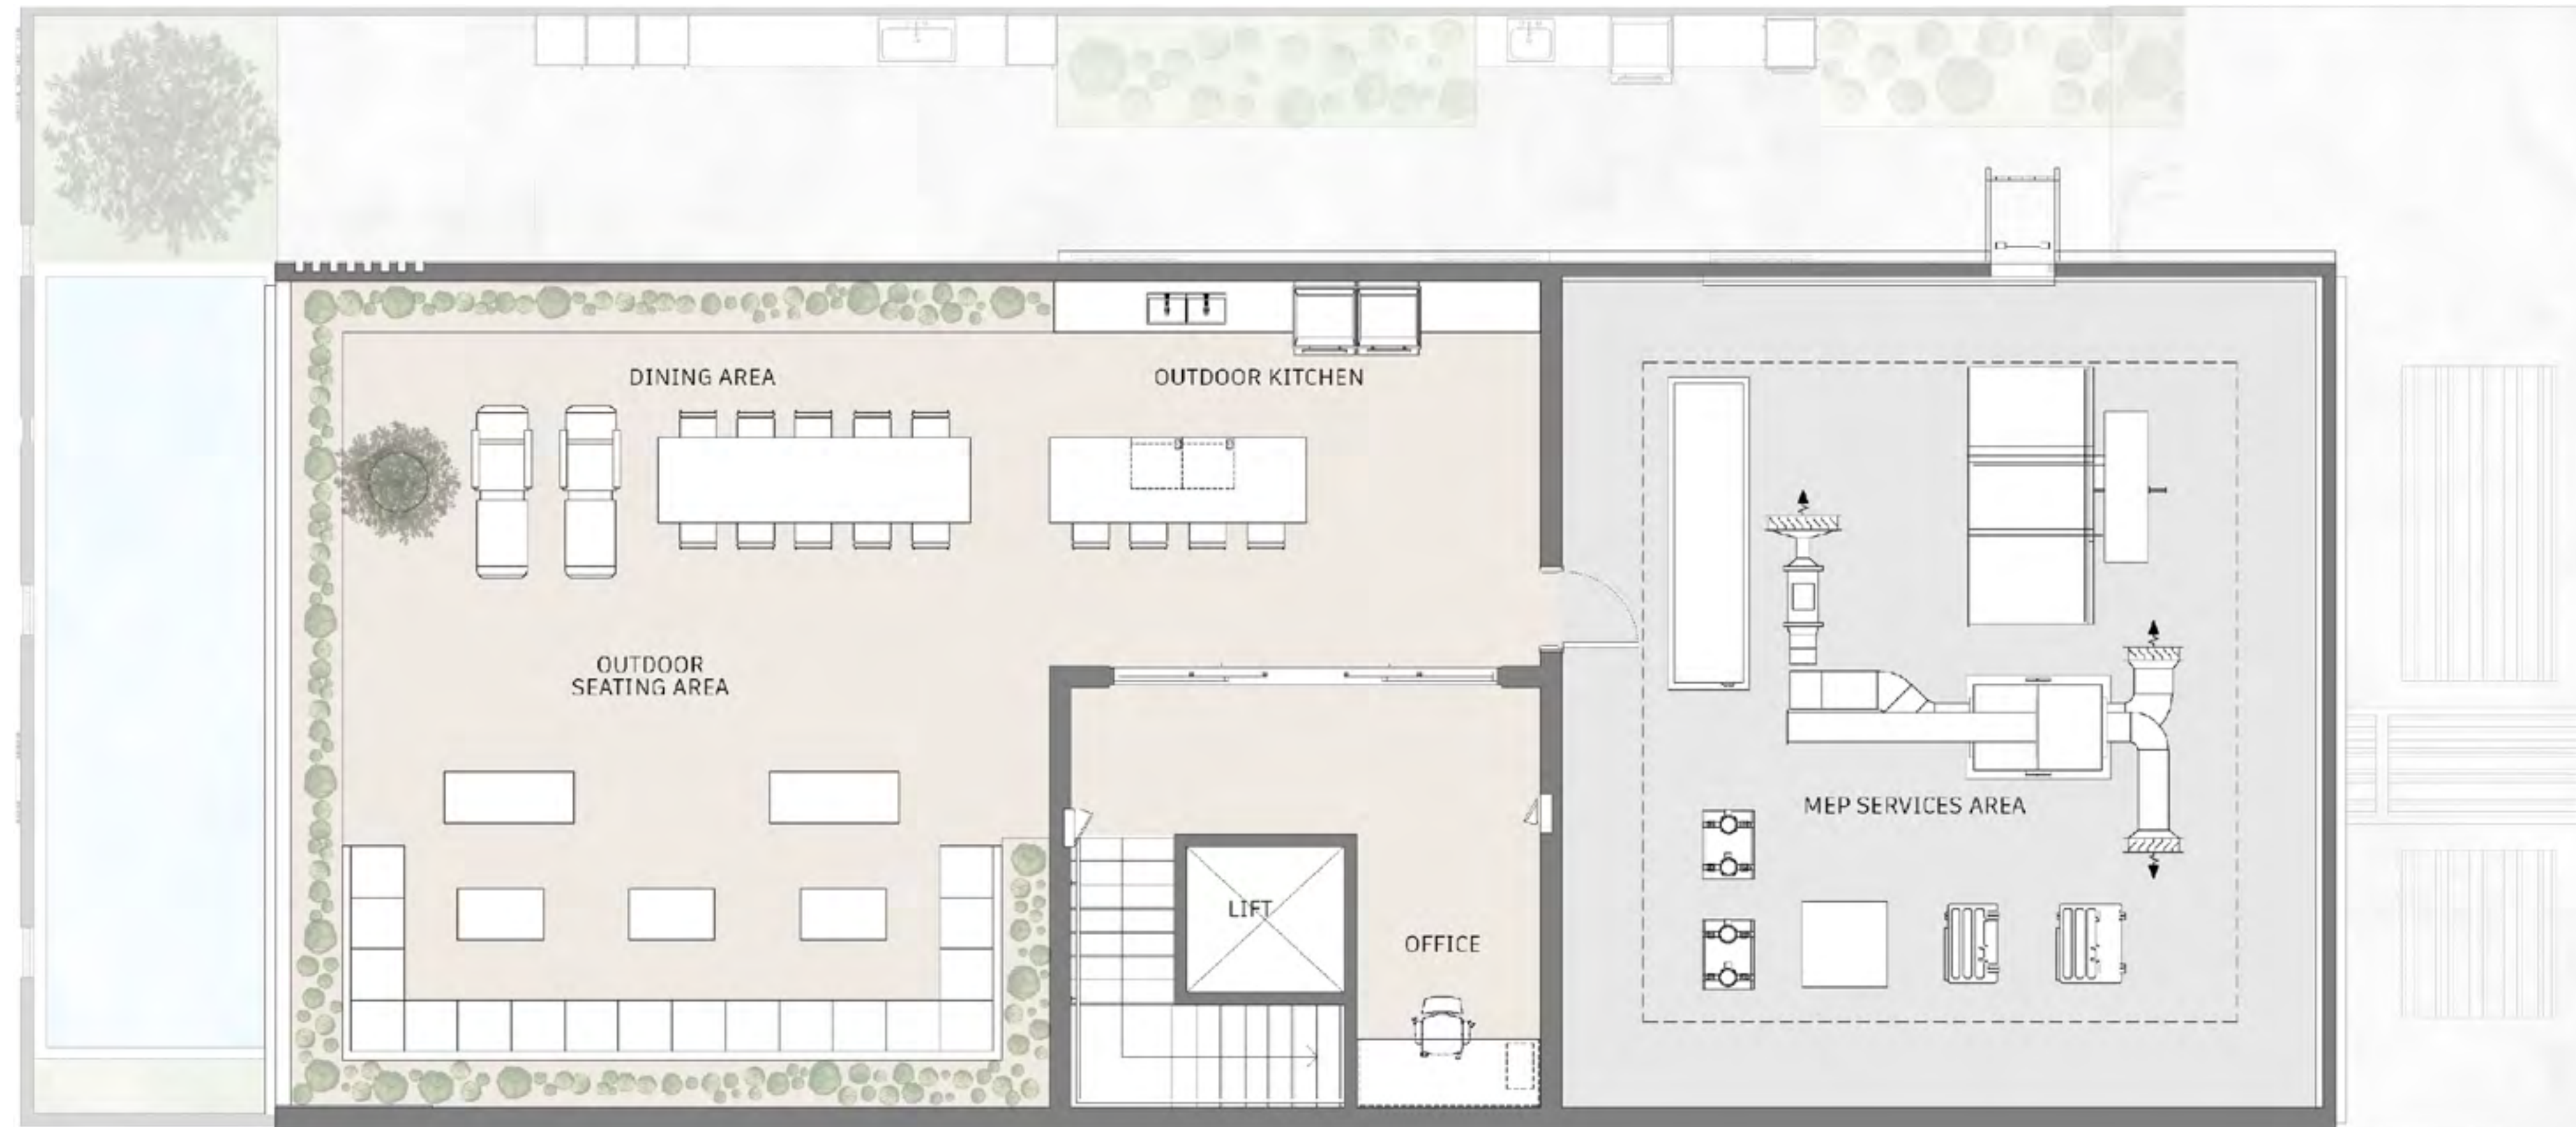 DINING AREA
OUTDOOR KITCHEN
OUTDOOR
SEATING AREA
MEP SERVICES AREA
LIFT
OFFICE